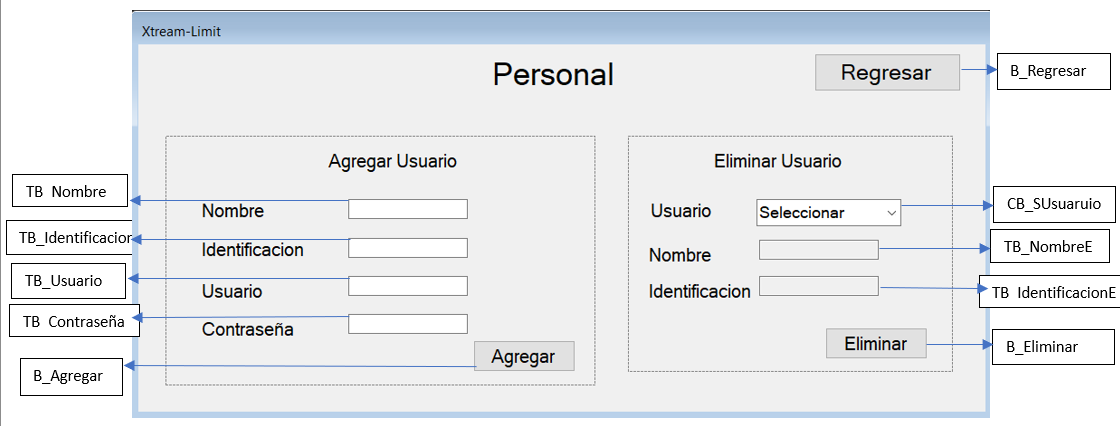 Xtream-Limit
Personal
Regresar
B_Regresar
Agregar Usuario
TB Nombre
Nombre
TB_Identificacion
Identificacion
TB_Usuario
Usuario
TB Contraseña
Contraseña
B_Agregar
Agregar
Eliminar Usuario
Usuario
Seleccionar
CB_SUsuaruio
Nombre
TB_NombreE
Identificacion
TB IdentificacionE
Eliminar
B_Eliminar